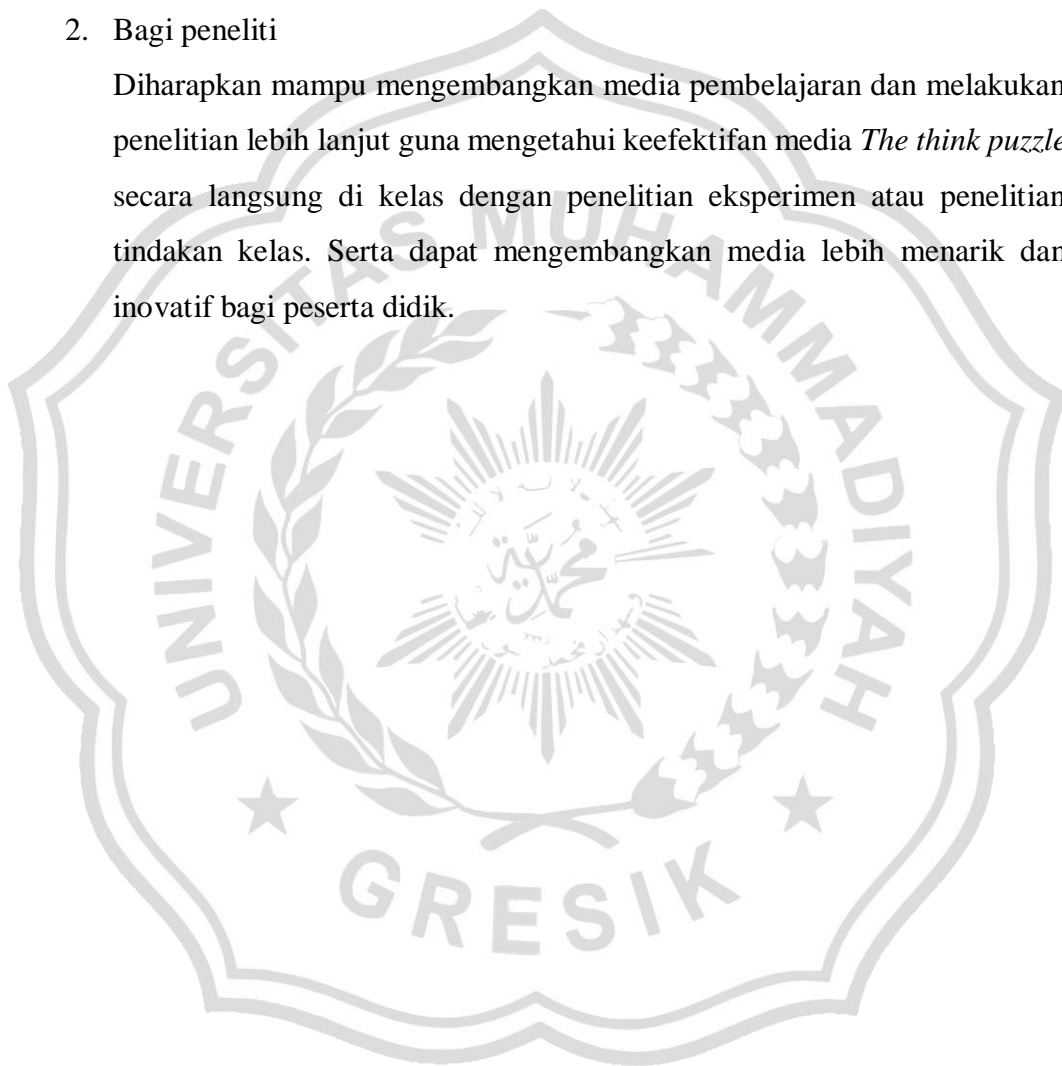 2. Bagi peneliti
Diharapkan mampu mengembangkan media pembelajaran dan melakukan
penelitian lebih lanjut guna mengetahui keefektifan media The think puzzle
secara langsung di kelas dengan penelitian eksperimen atau penelitian
tindakan kelas. Serta dapat mengembangkan media lebih menarik dan
inovatif bagi peserta didik.
UNIVERSITAS MUHAMMADIYAH
GRESIK